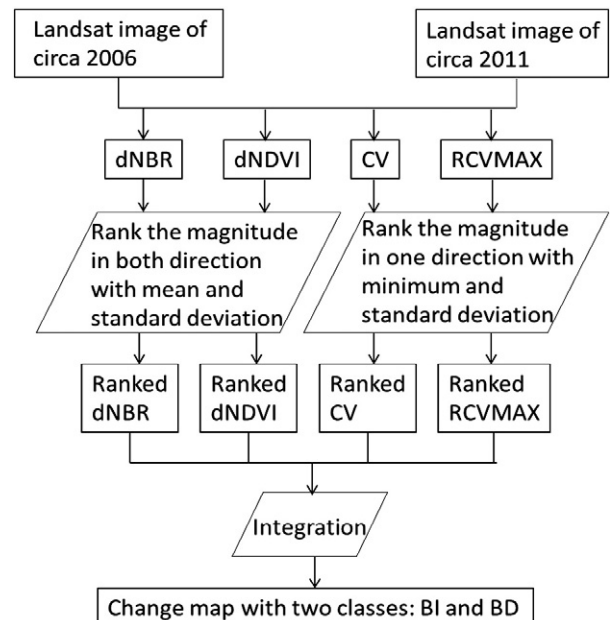 Landsat image of
circa 2006
Landsat image of
circa 2011
dNBR
dNDVI
CV
RCVMAX
Rank the magnitude
in both direction
with mean and
standard deviation
Rank the magnitude
in one direction with
minimum and
standard deviation
Ranked
dNBR
Ranked
dNDVI
Ranked
CV
Ranked
RCVMAX
Integration
Change map with two classes: BI and BD